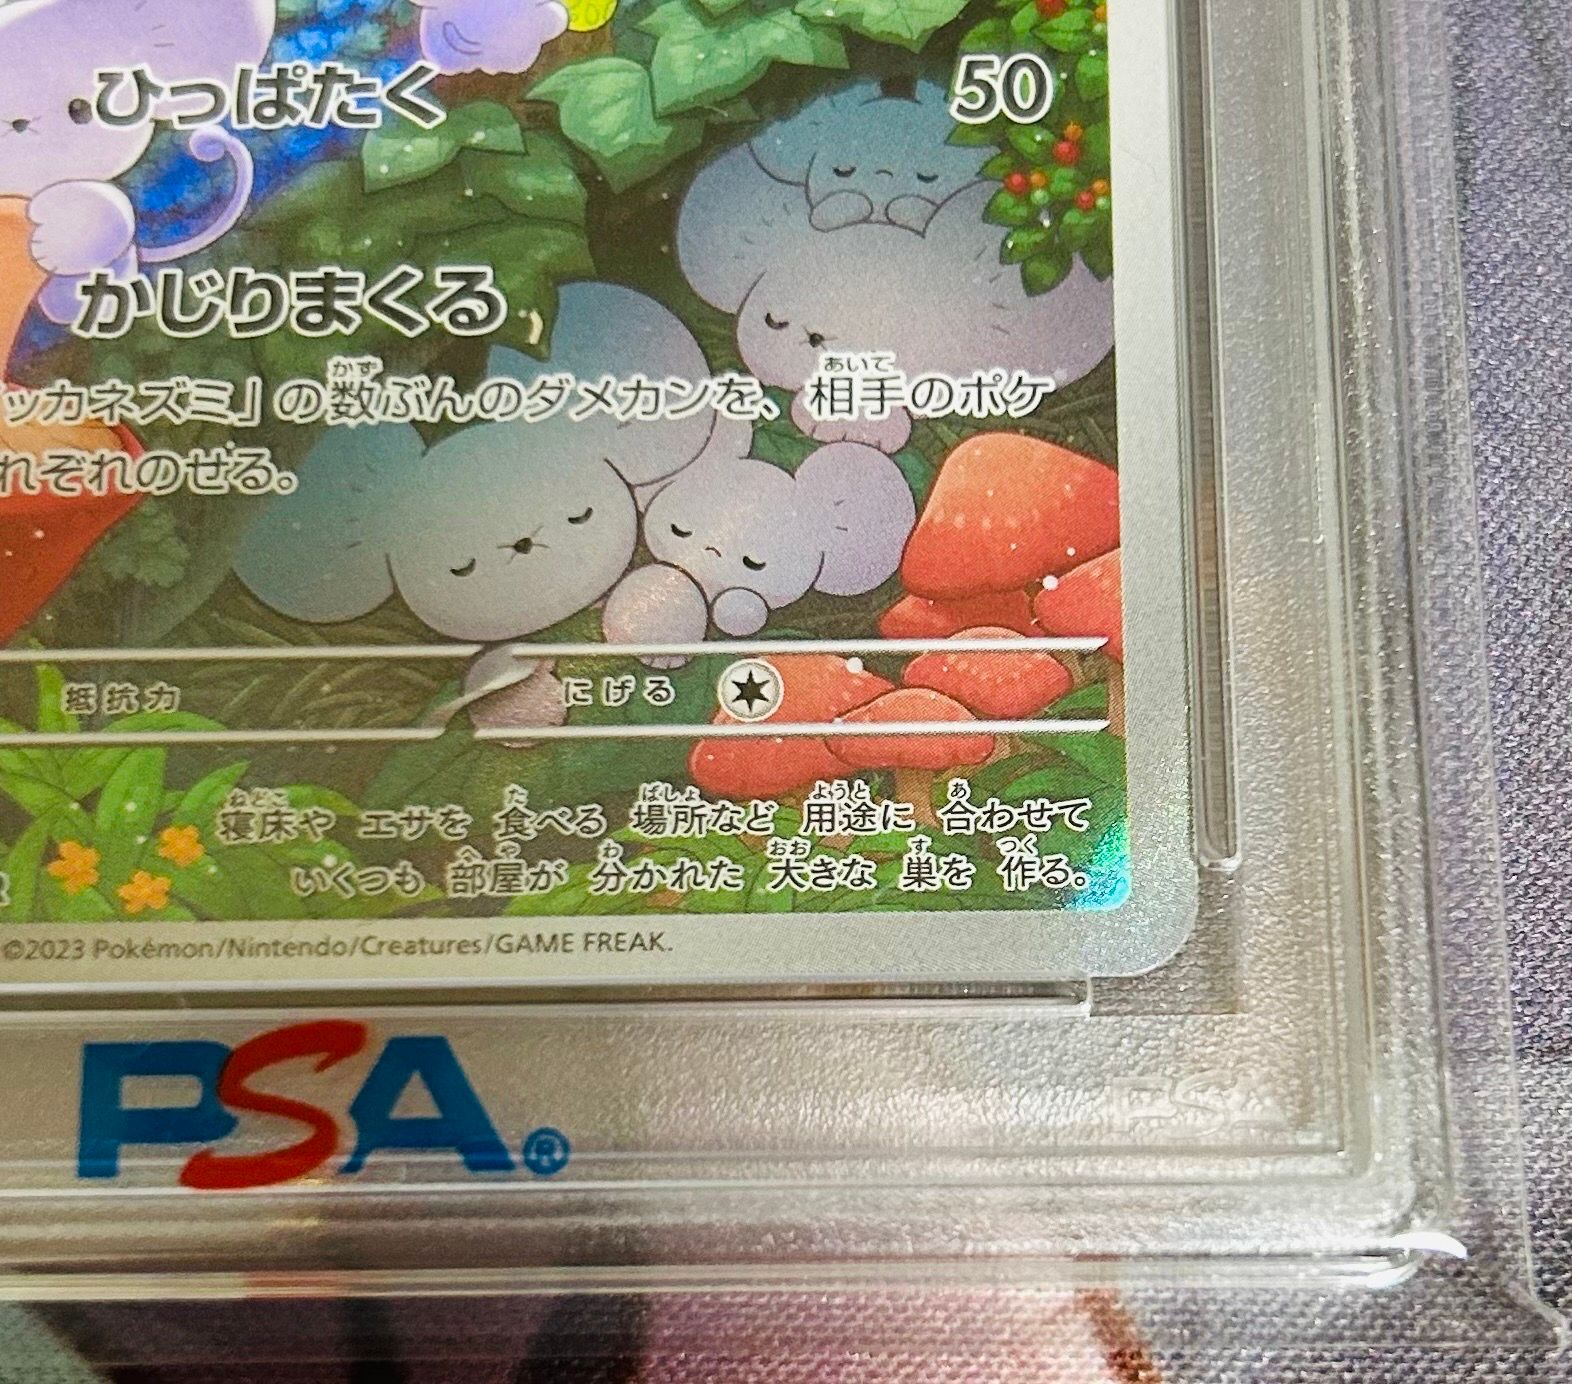 ひっぱたく 50
かじりまくる
ッカネズミ」の数ぶんのダメカンを、相手のポケ
れぞれのせる。
抵抗力 にげる
寝床や エサを 食べる 場所など 用途に 合わせて
いくつも 部屋が 分かれた 大きな 巣を 作る。
©2023 Pokémon/Nintendo/Creatures/GAME FREAK.
PSA®
PSA